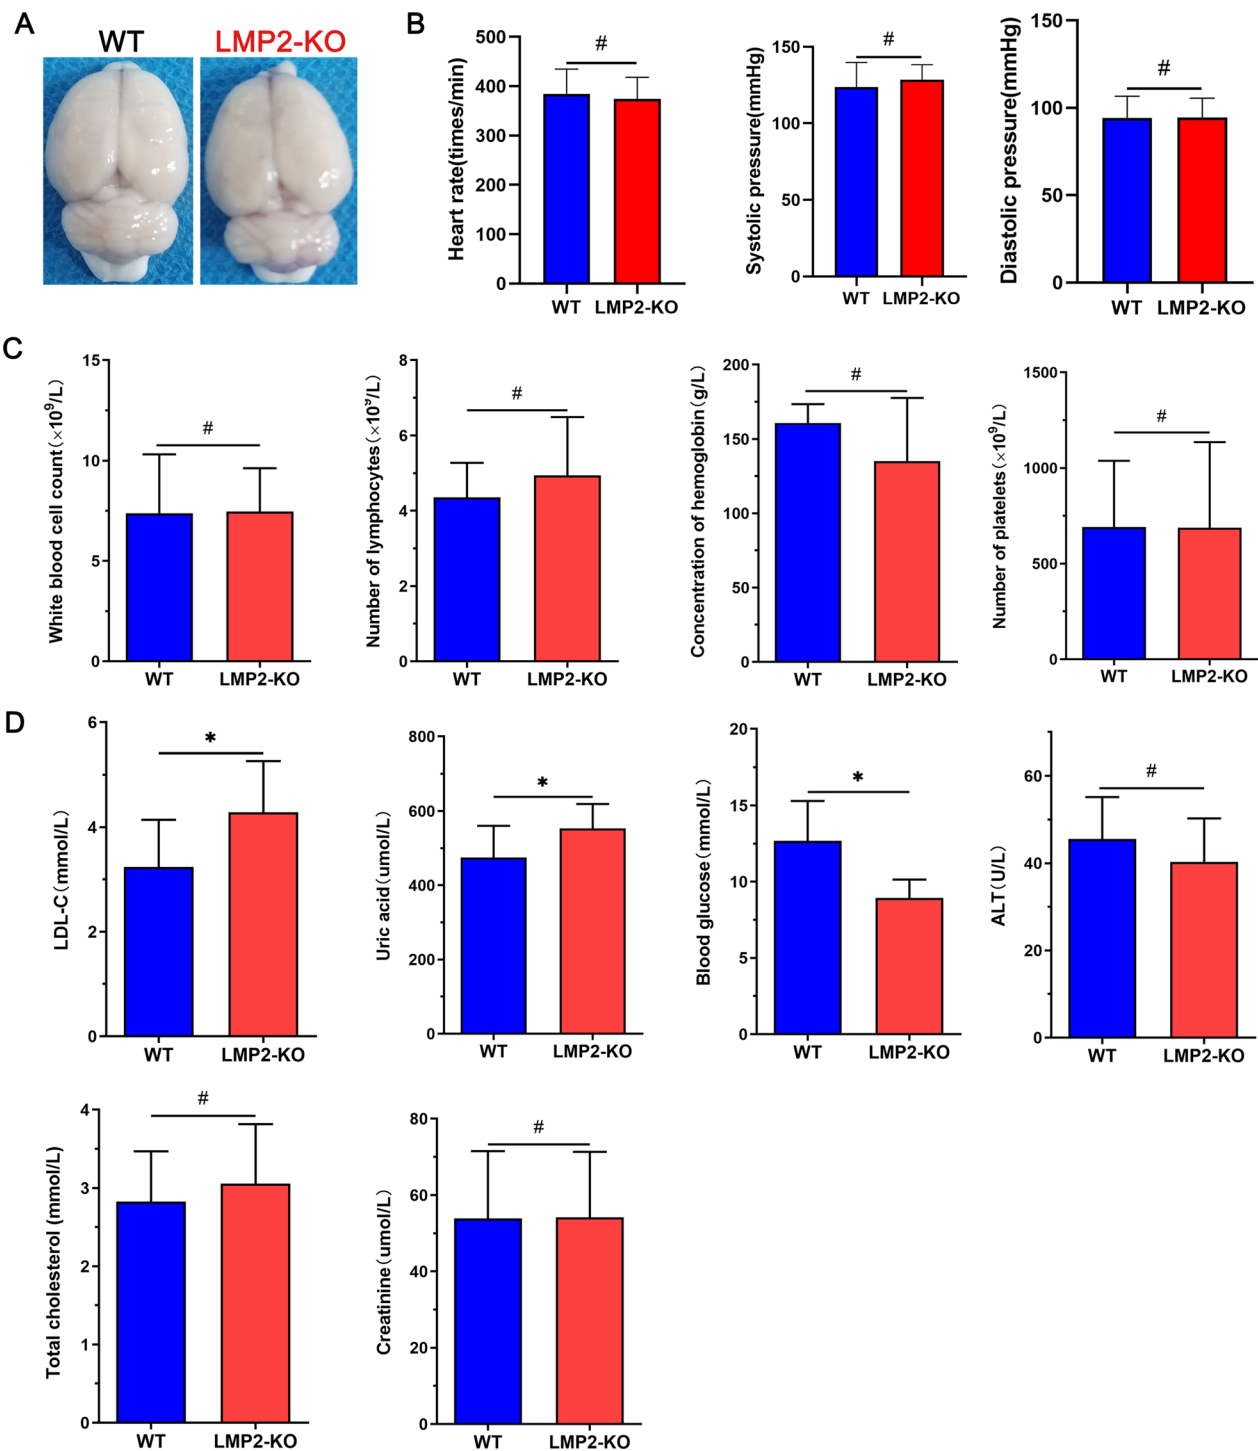 A
WT LMP2-KO
B
Heart rate(times/min)
500
400
300
200
100
0
#
WT LMP2-KO
Systolic pressure(mmHg)
150
100
50
0
#
WT LMP2-KO
Diastolic pressure(mmHg)
150
100
50
0
#
WT LMP2-KO
C
White blood cell count(×10⁹/L)
15
10
5
0
#
WT LMP2-KO
Number of lymphocytes(×10⁹/L)
8
6
4
2
0
#
WT LMP2-KO
Concentration of hemoglobin(g/L)
200
150
100
50
0
#
WT LMP2-KO
Number of platelets(×10⁹/L)
1500
1000
500
0
#
WT LMP2-KO
D
LDL-C(mmol/L)
6
4
2
0
*
WT LMP2-KO
Uric acid(umol/L)
800
600
400
200
0
*
WT LMP2-KO
Blood glucose(mmol/L)
20
15
10
5
0
*
WT LMP2-KO
ALT(U/L)
60
40
20
0
#
WT LMP2-KO
Total cholesterol (mmol/L)
4
3
2
1
0
#
WT LMP2-KO
Creatinine(umol/L)
80
60
40
20
0
#
WT LMP2-KO